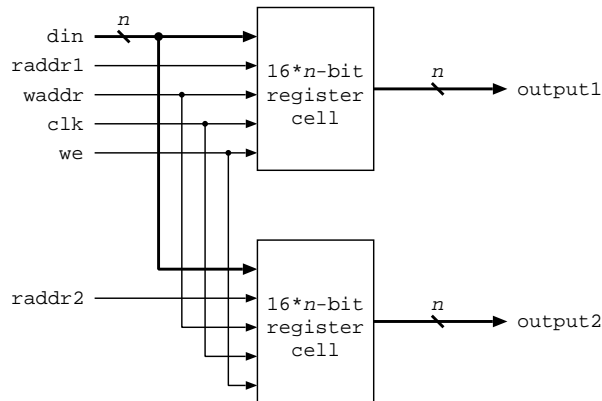 n
din
raddr1
waddr
clk
we
16*n-bit
register
cell
n
output1
raddr2
16*n-bit
register
cell
n
output2